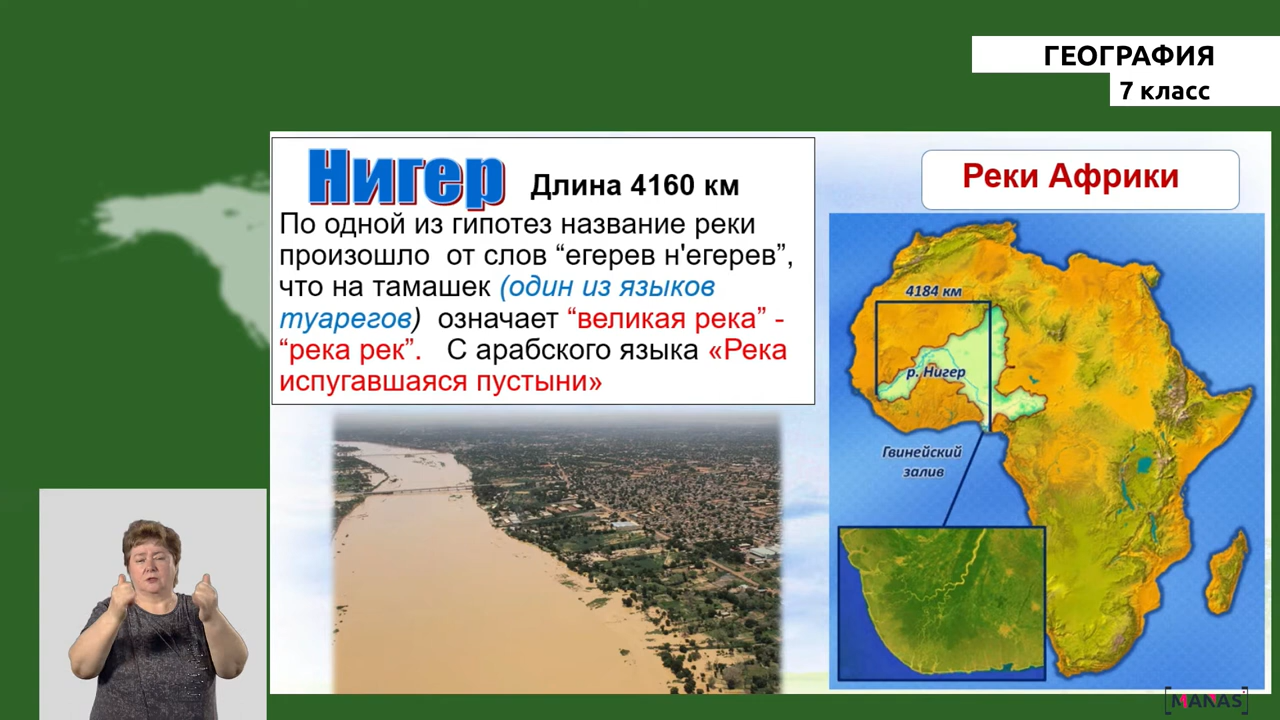 ГЕОГРАФИЯ
7 класс
Нигер Длина 4160 км
По одной из гипотез название реки
произошло от слов “егерев н'егерев”,
что на тамашек (один из языков
туарегов) означает “великая река” -
“река рек”. С арабского языка «Река
испугавшаяся пустыни»
Реки Африки
4184 км
р. Нигер
Гвинейский
залив
[MANAS]